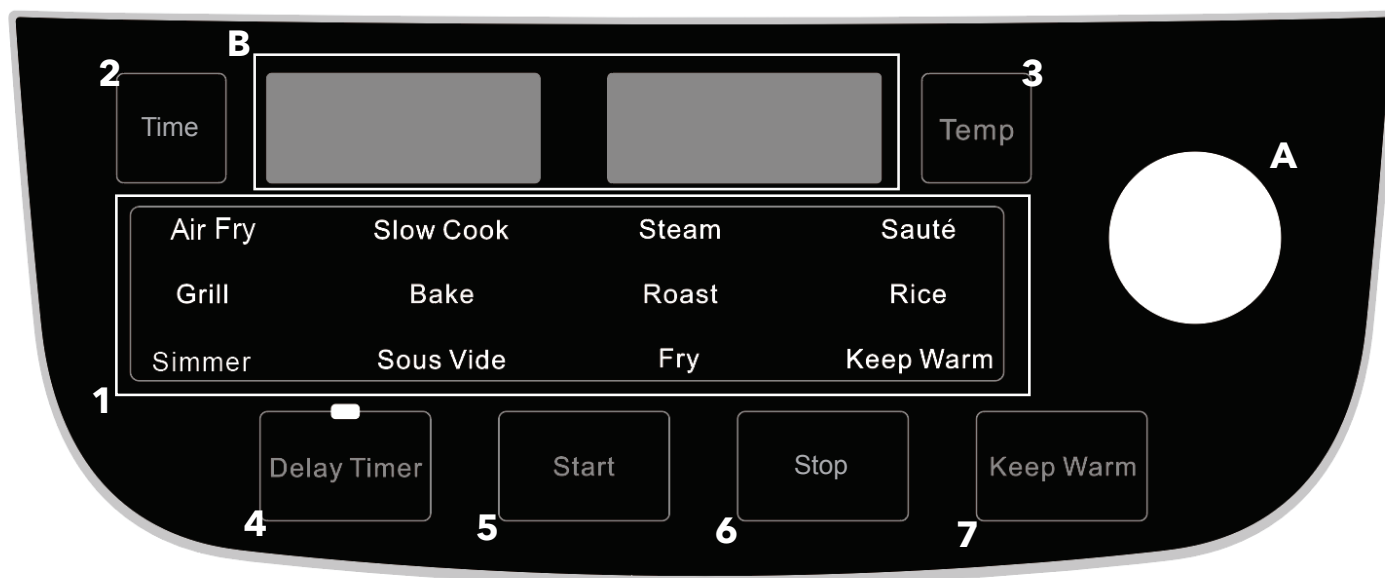 B
2
3
Time
Temp
A
Air Fry Slow Cook Steam Sauté
Grill Bake Roast Rice
Simmer Sous Vide Fry Keep Warm
1
Delay Timer Start Stop Keep Warm
4 5 6 7